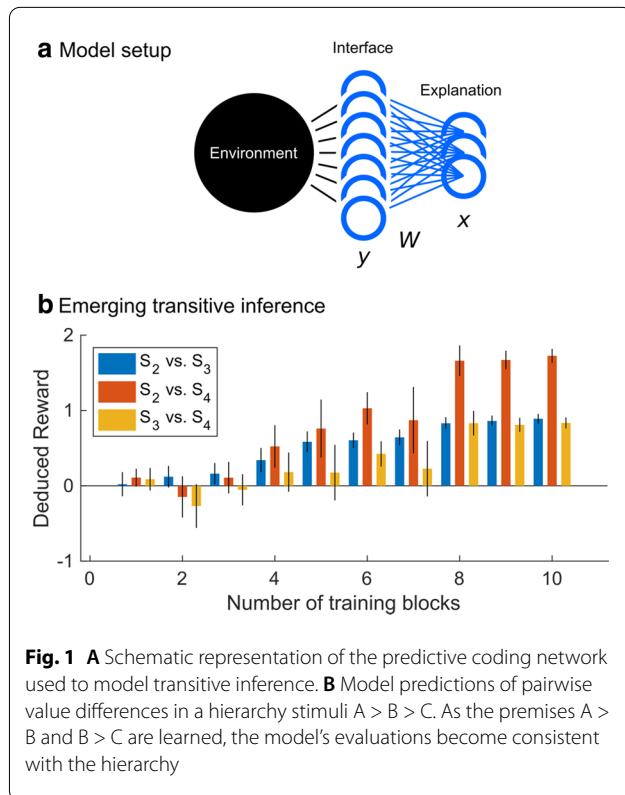 a Model setup
Interface
Explanation
Environment
x
W
y
b Emerging transitive inference
2
S2 vs. S3
S2 vs. S4
S3 vs. S4
1
0
-1
Deduced Reward
0 2 4 6 8 10
Number of training blocks
Fig. 1 A Schematic representation of the predictive coding network
used to model transitive inference. B Model predictions of pairwise
value differences in a hierarchy stimuli A > B > C. As the premises A >
B and B > C are learned, the model's evaluations become consistent
with the hierarchy